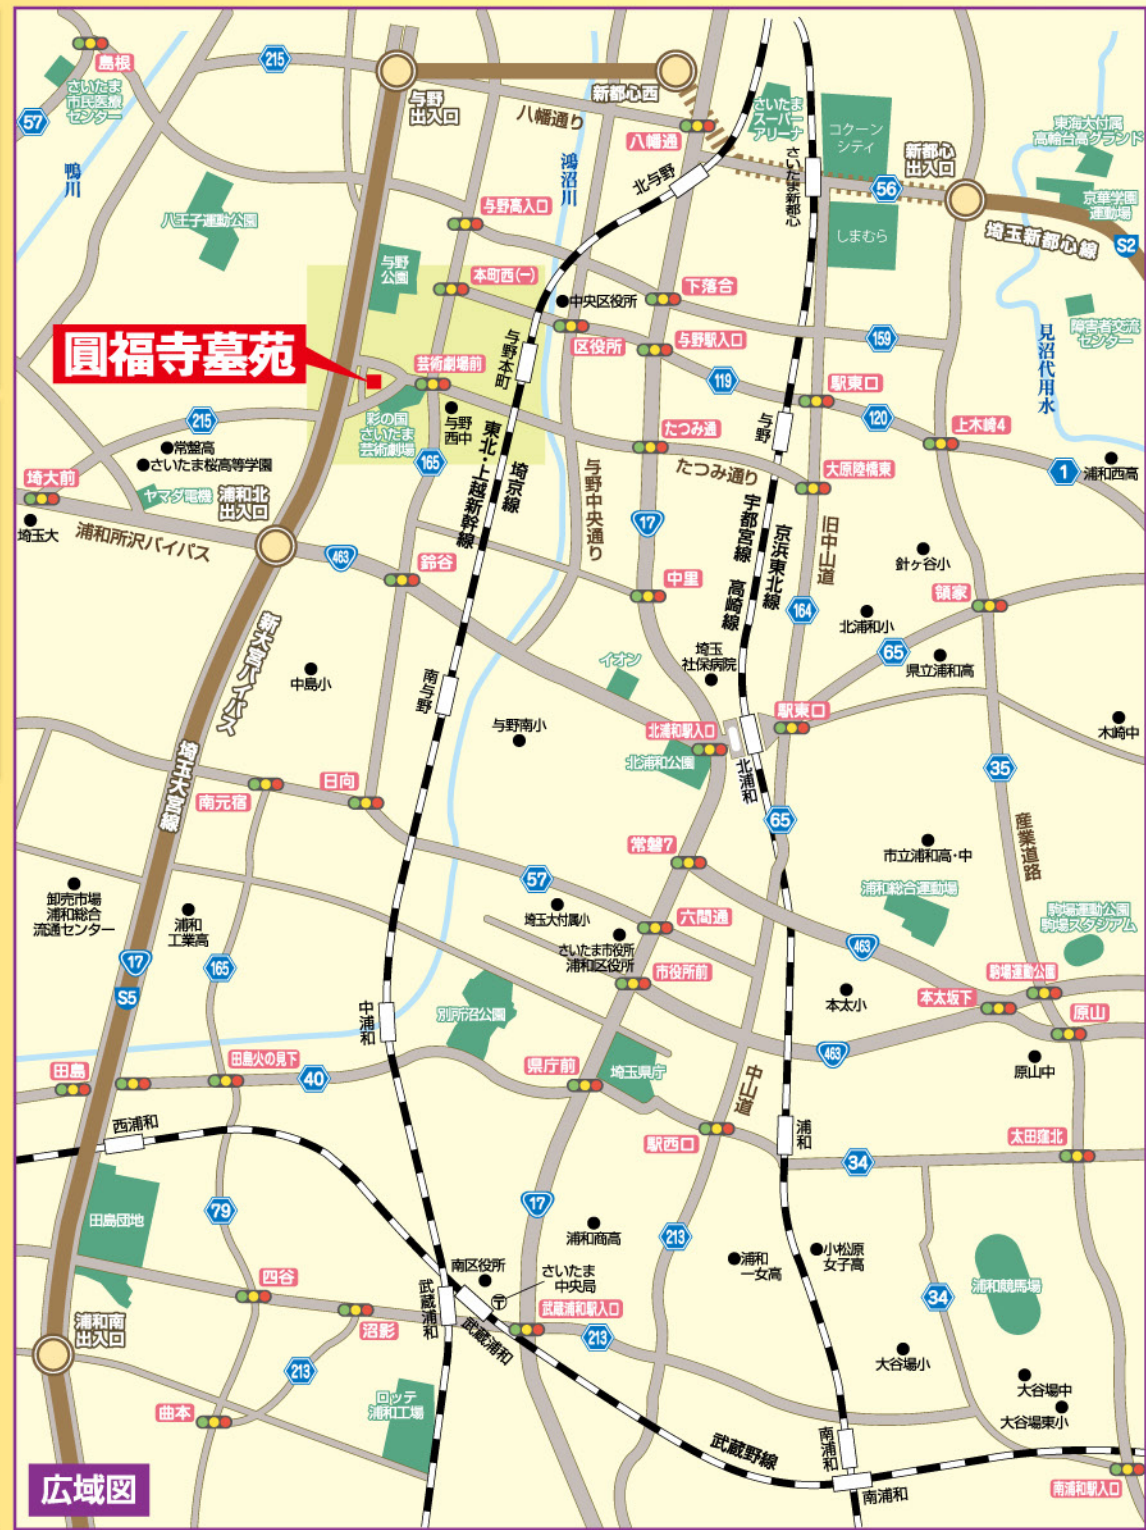 島根
215
さいたま
市民医療
センター
57
鴨川
与野
出入口
新都心西
八幡通り
八幡通
鴻沼川
さいたま
スーパー
アリーナ
コクーン
シティ
さいたま新都心
新都心
出入口
56
しまむら
東海大付属
高輪台高グランド
京華学園
運動場
埼玉新都心線
S2
北与野
八王子運動公園
与野高入口
与野
公園
本町西(一)
中央区役所
下落合
区役所
与野駅入口
159
障害者交流
センター
見沼代用水
圓福寺墓苑
芸術劇場前
与野本町
119
駅東口
120
与野
上木崎4
215
常盤高
さいたま桜高等学園
彩の国
さいたま
芸術劇場
与野
西中
165
東北・上越新幹線
埼京線
たつみ通
たつみ通り
大原陸橋東
1
浦和西高
埼大前
ヤマダ電機
浦和北
出入口
埼玉大
浦和所沢バイパス
463
鈴谷
与野中央通り
17
宇都宮線 高崎線
京浜東北線
旧中山道
針ヶ谷小
中里
164
北浦和小
領家
65
県立浦和高
新大宮バイパス
中島小
南与野
イオン
埼玉
社保病院
与野南小
北浦和駅入口
北浦和公園
北浦和
駅東口
木崎中
埼玉大宮線
南元宿
日向
35
65
産業道路
常磐7
市立浦和高・中
57
浦和総合運動場
卸売市場
浦和総合
流通センター
浦和
工業高
埼玉大付属小
六間通
さいたま市役所
浦和区役所
463
駒場運動公園
駒場スタジアム
17
S5
165
市役所前
本太小
駒場運動公園
本太坂下
原山
中浦和
別所沼公園
463
原山中
田島
田島火の見下
40
県庁前
埼玉県庁
中山道
西浦和
駅西口
浦和
34
太田窪北
田島団地
79
17
浦和商高
213
浦和
一女高
小松原
女子高
南区役所
さいたま
中央局
四谷
沼影
武蔵浦和
武蔵浦和
武蔵浦和駅入口
213
34
浦和競馬場
浦和南
出入口
213
大谷場小
大谷場中
大谷場東小
曲本
ロッテ
浦和工場
武蔵野線
南浦和
南浦和
南浦和駅入口
広域図